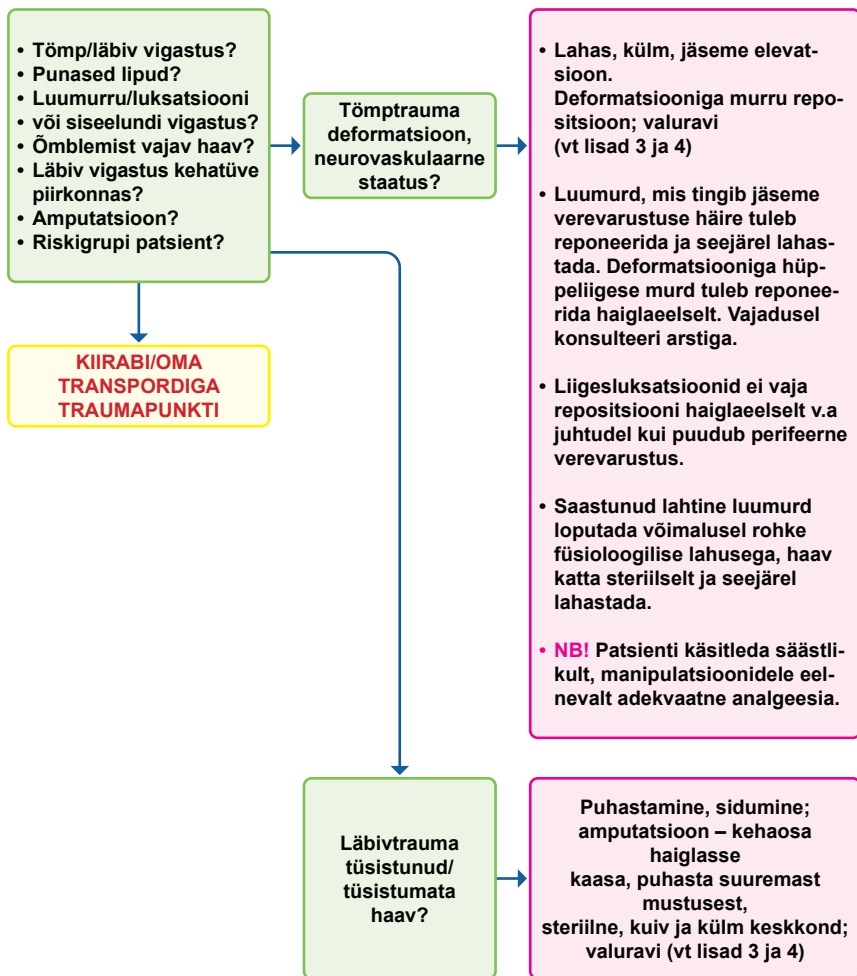 • Tömp/läbiv vigastus?
• Punased lipud?
• Luumurru/luksatsiooni
• või siseelundi vigastus?
• Õmblemist vajav haav?
• Läbiv vigastus kehatüve
piirkonnas?
• Amputatsioon?
• Riskigrupi patsient?
KIIRABI/OMA
TRANSPORDIGA
TRAUMAPUNKTI
Tömptrauma
deformatsioon,
neurovaskulaarne
staatus?
• Lahas, külm, jäseme elevat-
sioon.
Deformatsiooniga murru repo-
sitsioon; valuravi
(vt lisad 3 ja 4)
• Luumurd, mis tingib jäseme
verevarustuse häire tuleb
reponeerida ja seejärel lahas-
tada. Deformatsiooniga hüp-
peliigese murd tuleb reponee-
rida haiglaeelselt. Vajadusel
konsulteeri arstiga.
• Liigesluksatsioonid ei vaja
repositsiooni haiglaeelselt v.a
juhtudel kui puudub perifeerne
verevarustus.
• Saastunud lahtine luumurd
loputada võimalusel rohke
füsioloogilise lahusega, haav
katta steriilselt ja seejärel
lahastada.
• NB! Patsienti käsitleda säästli-
kult, manipulatsioonidele eel-
nevalt adekvaatne analgeesia.
Läbivtrauma
tüsistunud/
tüsistumata
haav?
Puhastamine, sidumine;
amputatsioon – kehaosa
haiglasse
kaasa, puhasta suuremast
mustusest,
steriilne, kuiv ja külm keskkond;
valuravi (vt lisad 3 ja 4)